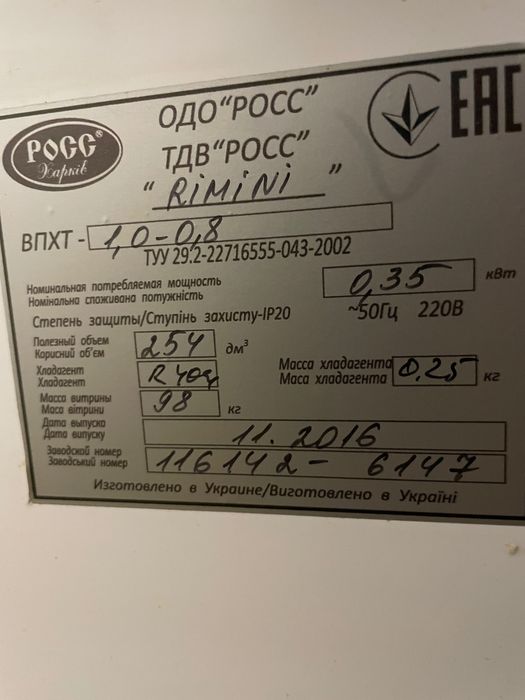 РОСС®
Харків
ОДО “РОСС”
ТДВ “РОСС”
“ RIMINI ”
EAC
ВПХТ - 1,0-0,8
ТУУ 29.2-22716555-043-2002
Номинальная потребляемая мощность
Номінальна споживана потужність
0,35 кВт
~50Гц 220В
Степень защиты/Ступінь захисту-IP20
Полезный объем
Корисний об'єм
254 дм³
Хладагент
Хладагент
R 404
Масса хладагента
Маса хладагента
0.25 кг
Масса витрины
Маса вітрини
98 кг
Дата выпуска
Дата випуску
11. 2016
Заводской номер
Заводський номер
116142- 6147
Изготовлено в Украине/Виготовлено в Україні